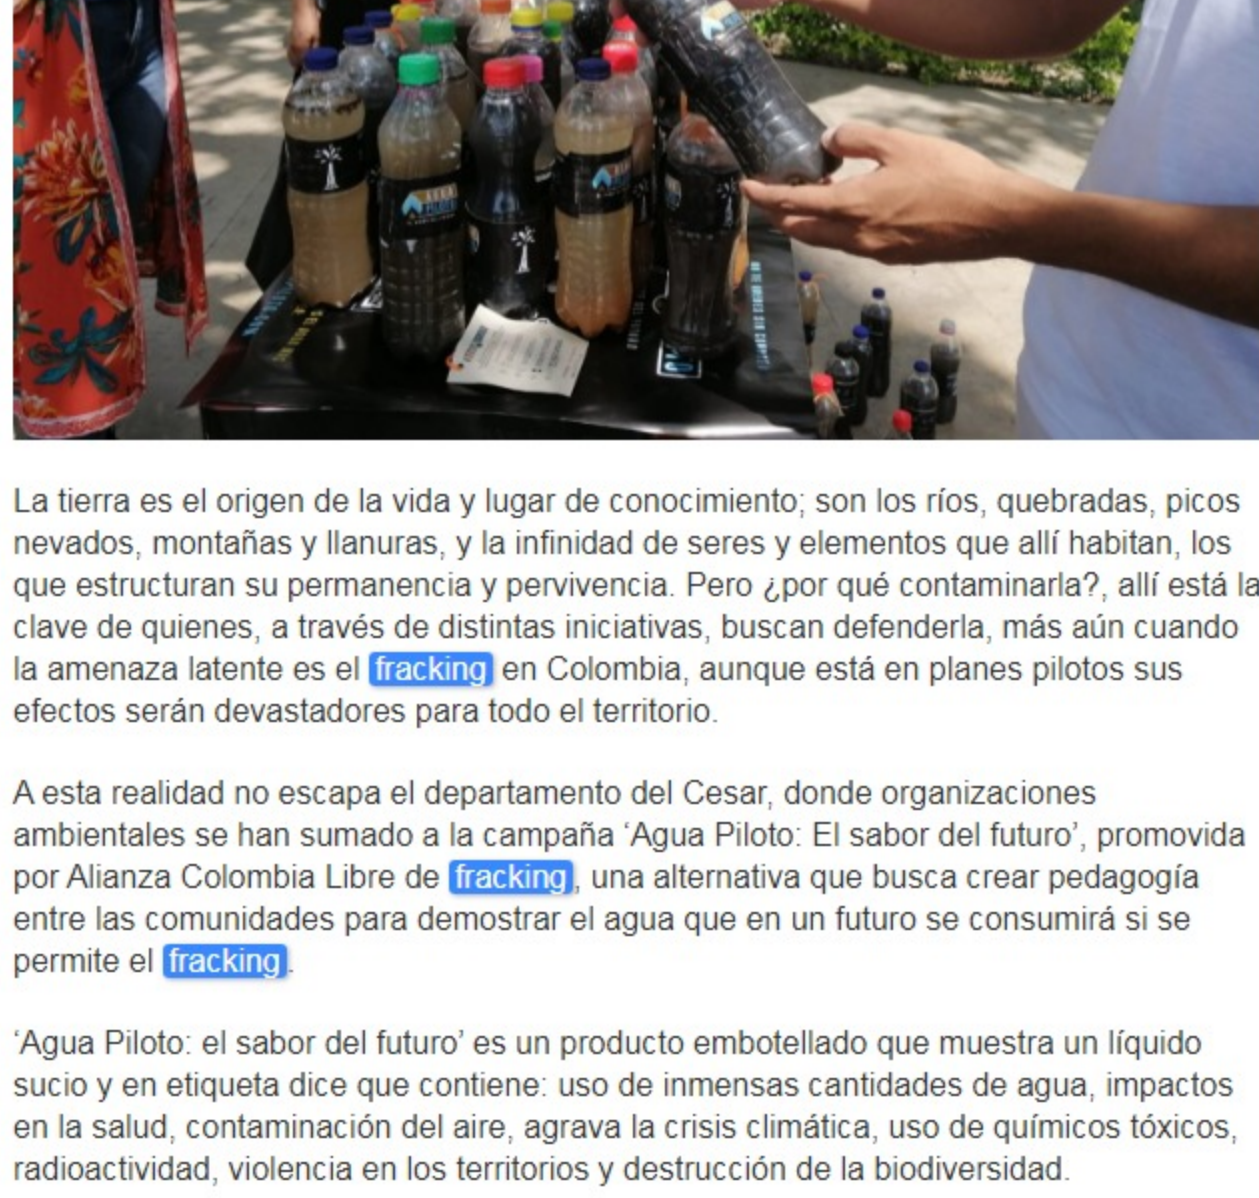 AGUA
PILOTO
La tierra es el origen de la vida y lugar de conocimiento; son los ríos, quebradas, picos
nevados, montañas y llanuras, y la infinidad de seres y elementos que allí habitan, los
que estructuran su permanencia y pervivencia. Pero ¿por qué contaminarla?, allí está la
clave de quienes, a través de distintas iniciativas, buscan defenderla, más aún cuando
la amenaza latente es el fracking en Colombia, aunque está en planes pilotos sus
efectos serán devastadores para todo el territorio.
A esta realidad no escapa el departamento del Cesar, donde organizaciones
ambientales se han sumado a la campaña ‘Agua Piloto: El sabor del futuro’, promovida
por Alianza Colombia Libre de fracking, una alternativa que busca crear pedagogía
entre las comunidades para demostrar el agua que en un futuro se consumirá si se
permite el fracking.
‘Agua Piloto: el sabor del futuro’ es un producto embotellado que muestra un líquido
sucio y en etiqueta dice que contiene: uso de inmensas cantidades de agua, impactos
en la salud, contaminación del aire, agrava la crisis climática, uso de químicos tóxicos,
radioactividad, violencia en los territorios y destrucción de la biodiversidad.